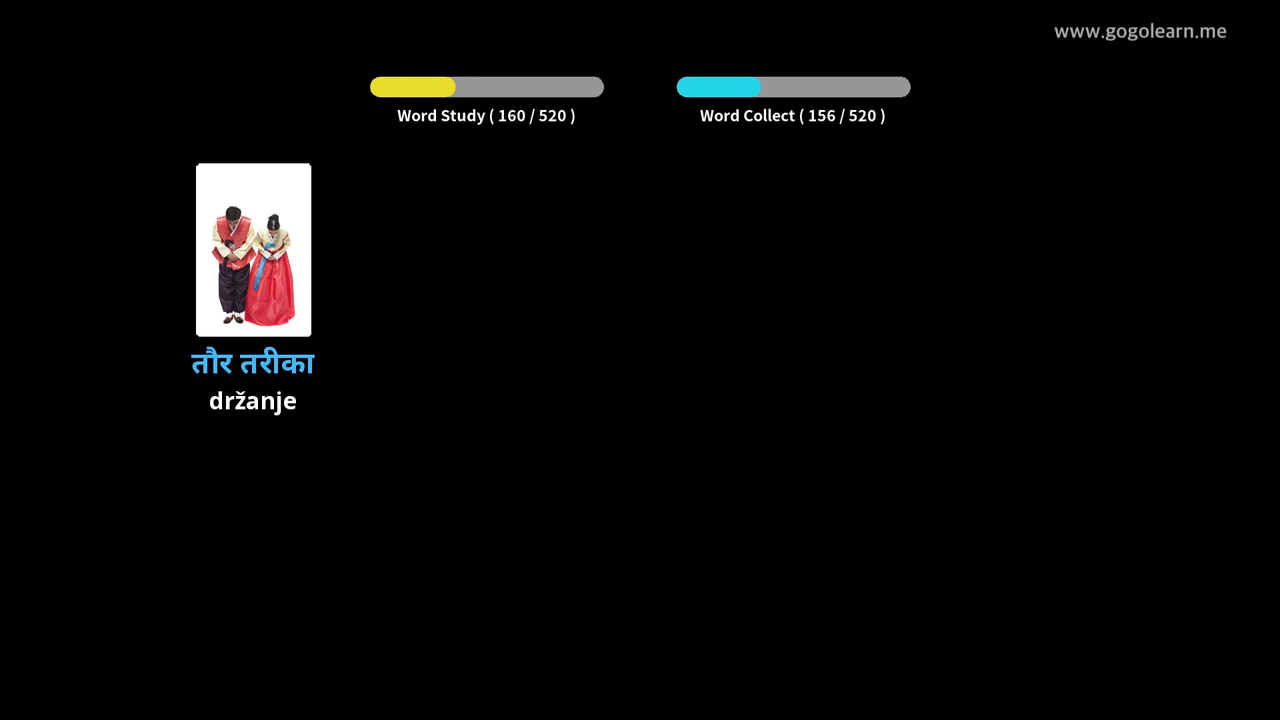 www.gogolearn.me
Word Study ( 160 / 520 )
Word Collect ( 156 / 520 )
तौर तरीका
držanje